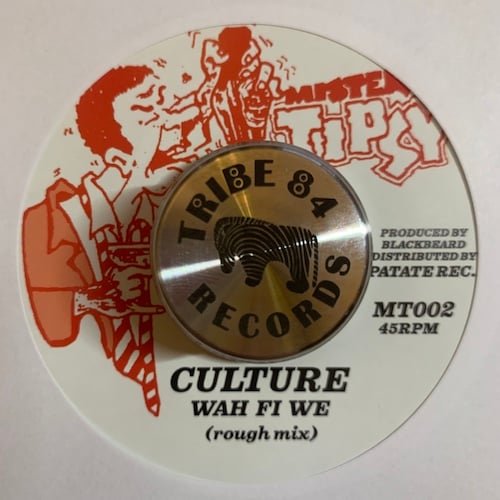 MISTER
TIPSY
TRIBE 84
RECORDS
PRODUCED BY
BLACKBEARD
DISTRIBUTED BY
PATATE REC.
MT002
45RPM
CULTURE
WAH FI WE
(rough mix)